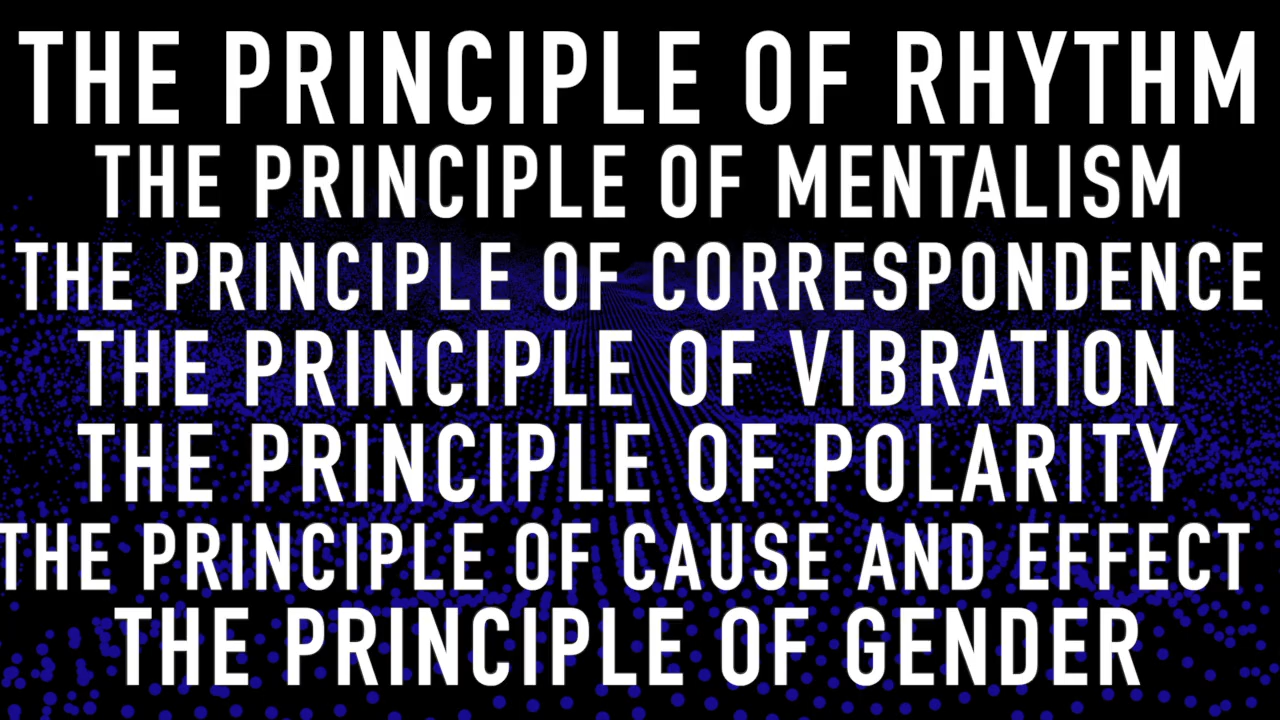 THE PRINCIPLE OF RHYTHM
THE PRINCIPLE OF MENTALISM
THE PRINCIPLE OF CORRESPONDENCE
THE PRINCIPLE OF VIBRATION
THE PRINCIPLE OF POLARITY
THE PRINCIPLE OF CAUSE AND EFFECT
THE PRINCIPLE OF GENDER